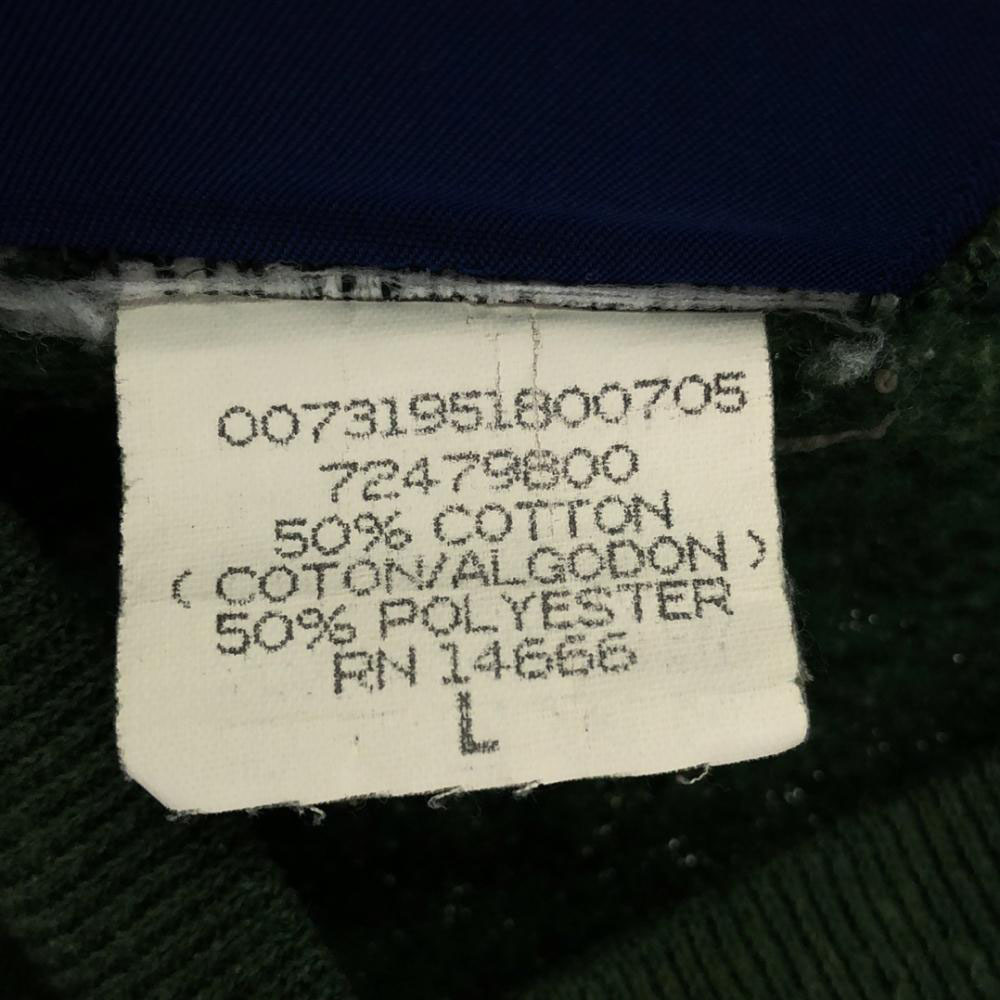 00731951800705
72479800
50% COTTON
( COTON/ALGODON )
50% POLYESTER
RN 14666
L